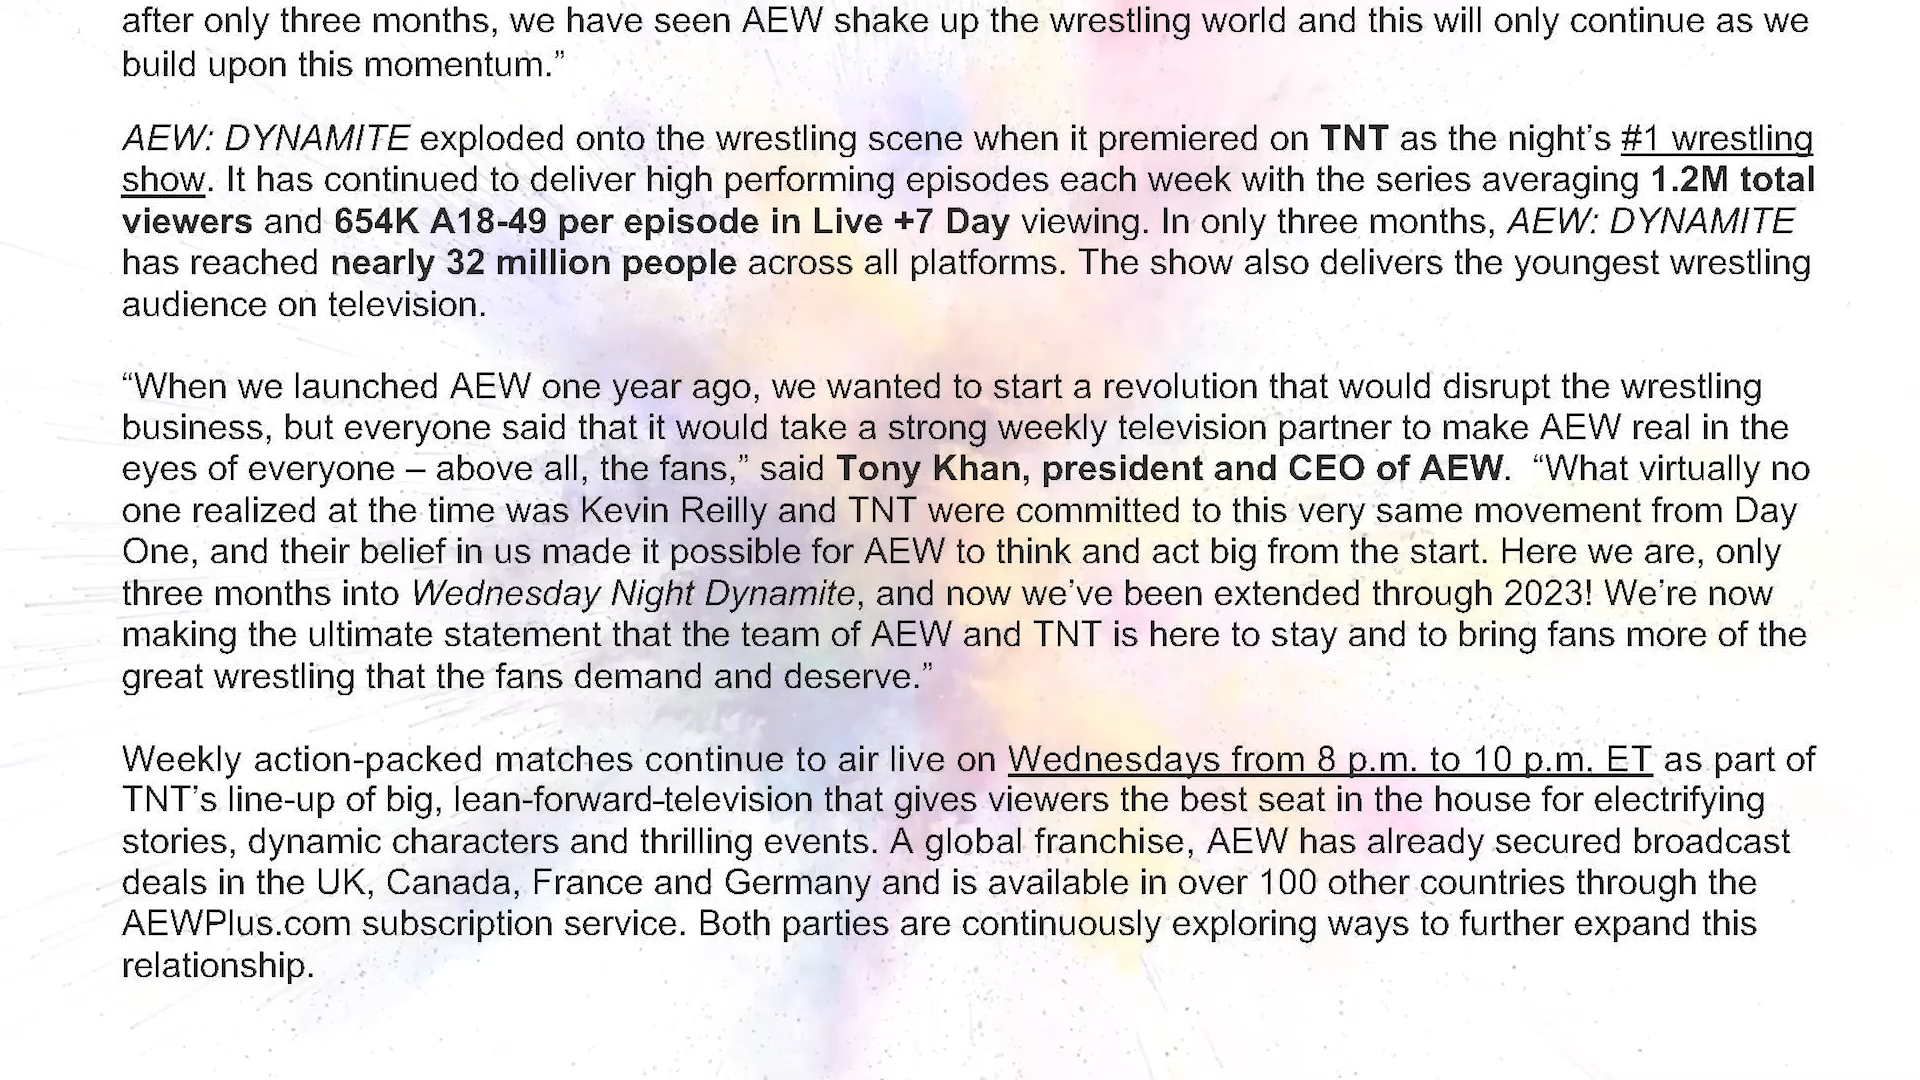 after only three months, we have seen AEW shake up the wrestling world and this will only continue as we
build upon this momentum.”
AEW: DYNAMITE exploded onto the wrestling scene when it premiered on TNT as the night’s #1 wrestling
show. It has continued to deliver high performing episodes each week with the series averaging 1.2M total
viewers and 654K A18-49 per episode in Live +7 Day viewing. In only three months, AEW: DYNAMITE
has reached nearly 32 million people across all platforms. The show also delivers the youngest wrestling
audience on television.
“When we launched AEW one year ago, we wanted to start a revolution that would disrupt the wrestling
business, but everyone said that it would take a strong weekly television partner to make AEW real in the
eyes of everyone – above all, the fans,” said Tony Khan, president and CEO of AEW.  “What virtually no
one realized at the time was Kevin Reilly and TNT were committed to this very same movement from Day
One, and their belief in us made it possible for AEW to think and act big from the start. Here we are, only
three months into Wednesday Night Dynamite, and now we’ve been extended through 2023! We’re now
making the ultimate statement that the team of AEW and TNT is here to stay and to bring fans more of the
great wrestling that the fans demand and deserve.”
Weekly action-packed matches continue to air live on Wednesdays from 8 p.m. to 10 p.m. ET as part of
TNT’s line-up of big, lean-forward-television that gives viewers the best seat in the house for electrifying
stories, dynamic characters and thrilling events. A global franchise, AEW has already secured broadcast
deals in the UK, Canada, France and Germany and is available in over 100 other countries through the
AEWPlus.com subscription service. Both parties are continuously exploring ways to further expand this
relationship.